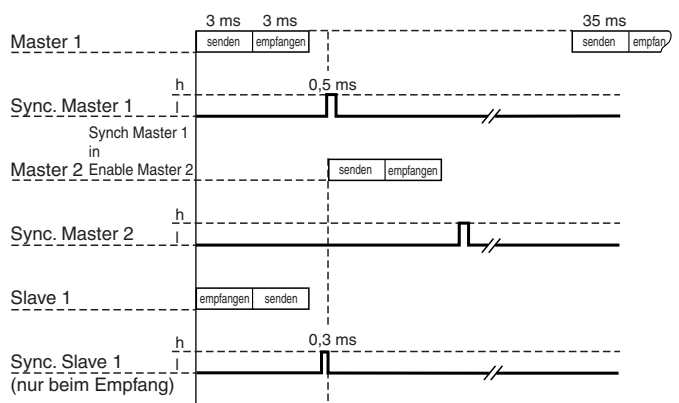 3 ms 3 ms 35 ms
Master 1 senden empfangen senden empfan
h 0,5 ms
Sync. Master 1 l
Synch Master 1
in
Master 2 Enable Master 2 senden empfangen
h
Sync. Master 2 l
Slave 1 empfangen senden
h 0,3 ms
Sync. Slave 1 l
(nur beim Empfang)